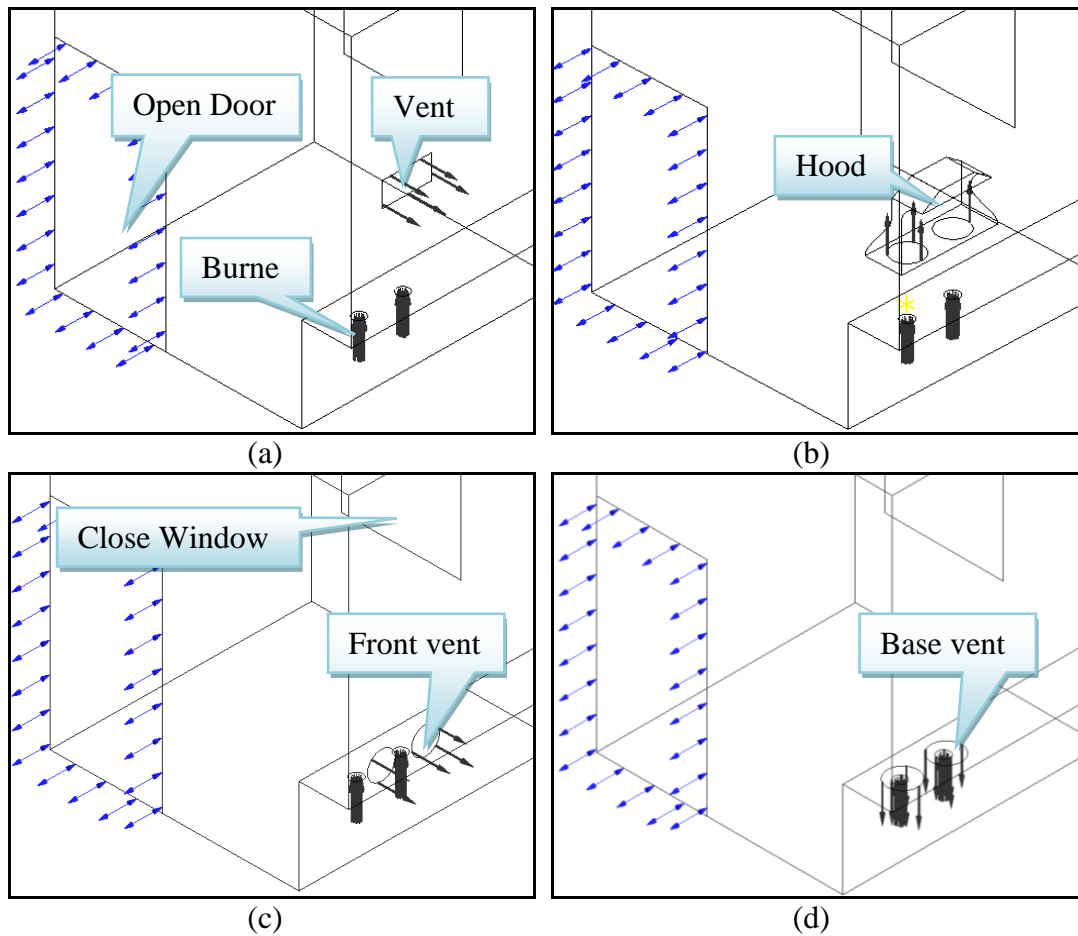 Open Door
Vent
Burne
(a)
Hood
(b)
Close Window
Front vent
(c)
Base vent
(d)